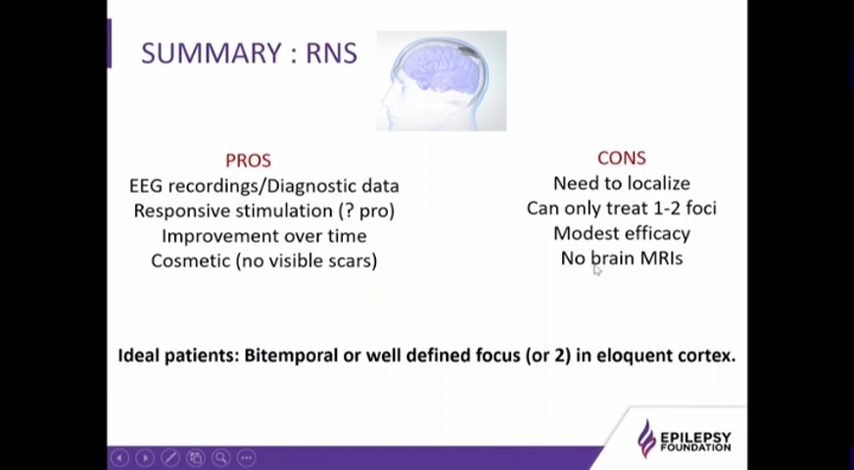 SUMMARY : RNS
PROS
EEG recordings/Diagnostic data
Responsive stimulation (? pro)
Improvement over time
Cosmetic (no visible scars)
CONS
Need to localize
Can only treat 1-2 foci
Modest efficacy
No brain MRIs
Ideal patients: Bitemporal or well defined focus (or 2) in eloquent cortex.
EPILEPSY
FOUNDATION